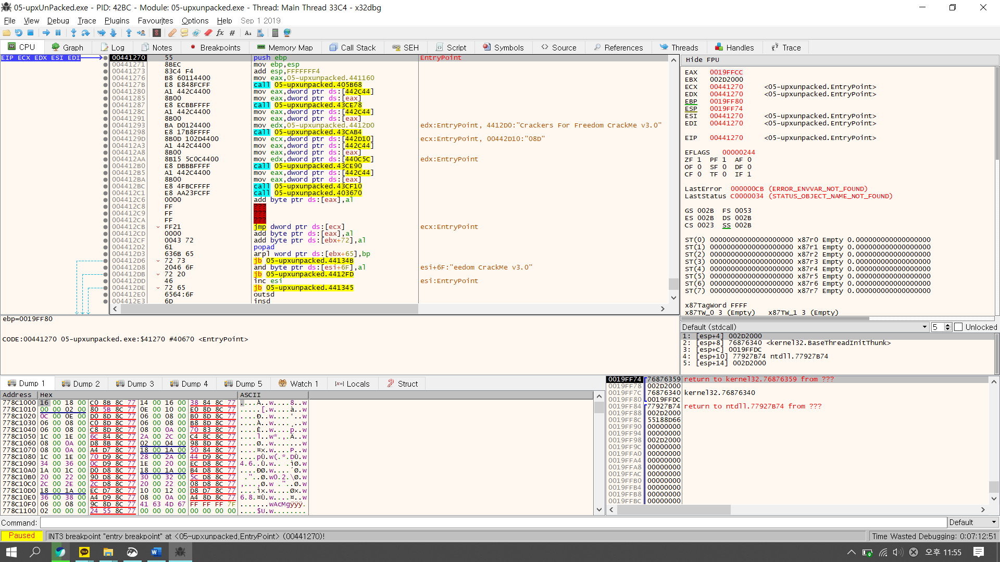 05-upxUnPacked.exe - PID: 42BC - Module: 05-upxunpacked.exe - Thread: Main Thread 33C4 - x32dbg
File View Debug Trace Plugins Favourites Options Help Sep 1 2019
CPU Graph Log Notes Breakpoints Memory Map Call Stack SEH Script Symbols Source References Threads Handles Trace
EIP ECX EDX ESI EDI
00441270 55 push ebp EntryPoint
00441271 8BEC mov ebp,esp
00441273 83C4 F4 add esp,FFFFFFF4
00441276 B8 60114400 mov eax,05-upxunpacked.441160
0044127B E8 E848FCFF call 05-upxunpacked.405B68
00441280 A1 442C4400 mov eax,dword ptr ds:[442C44]
00441285 8B00 mov eax,dword ptr ds:[eax]
00441287 E8 ECBBFFFF call 05-upxunpacked.43CE78
0044128C A1 442C4400 mov eax,dword ptr ds:[442C44]
00441291 8B00 mov eax,dword ptr ds:[eax]
00441293 BA D0124400 mov edx,05-upxunpacked.4412D0 edx:EntryPoint, 4412D0:"Crackers For Freedom CrackMe v3.0"
00441298 E8 17B8FFFF call 05-upxunpacked.43CAB4
0044129D 8B0D 102D4400 mov ecx,dword ptr ds:[442D10] ecx:EntryPoint, 00442D10:"08D"
004412A3 A1 442C4400 mov eax,dword ptr ds:[442C44]
004412A8 8B00 mov eax,dword ptr ds:[eax]
004412AA 8B15 5C0C4400 mov edx,dword ptr ds:[440C5C] edx:EntryPoint
004412B0 E8 DBBBFFFF call 05-upxunpacked.43CE90
004412B5 A1 442C4400 mov eax,dword ptr ds:[442C44]
004412BA 8B00 mov eax,dword ptr ds:[eax]
004412BC E8 4FBCFFFF call 05-upxunpacked.43CF10
004412C1 E8 AA23FCFF call 05-upxunpacked.403670
004412C6 0000 add byte ptr ds:[eax],al
004412C8 FF ???
004412C9 FF ???
004412CA FF ???
004412CB FF21 jmp dword ptr ds:[ecx] ecx:EntryPoint
004412CD 0000 add byte ptr ds:[eax],al
004412CF 0043 72 add byte ptr ds:[ebx+72],al
004412D2 61 popad
004412D3 636B 65 arpl word ptr ds:[ebx+65],bp
004412D6 72 73 jb 05-upxunpacked.44134B
004412D8 2046 6F and byte ptr ds:[esi+6F],al esi+6F:"eedom CrackMe v3.0"
004412DB 72 20 jb 05-upxunpacked.4412FD
004412DD 46 inc esi esi:EntryPoint
004412DE 72 65 jb 05-upxunpacked.441345
004412E0 6564:6F outsd
004412E3 6D insd
Hide FPU
EAX 0019FFCC
EBX 002D2000
ECX 00441270 <05-upxunpacked.EntryPoint>
EDX 00441270 <05-upxunpacked.EntryPoint>
EBP 0019FF80
ESP 0019FF74
ESI 00441270 <05-upxunpacked.EntryPoint>
EDI 00441270 <05-upxunpacked.EntryPoint>
EIP 00441270 <05-upxunpacked.EntryPoint>
EFLAGS 00000244
ZF 1 PF 1 AF 0
OF 0 SF 0 DF 0
CF 0 TF 0 IF 1
LastError 000000CB (ERROR_ENVVAR_NOT_FOUND)
LastStatus C0000034 (STATUS_OBJECT_NAME_NOT_FOUND)
GS 002B FS 0053
ES 002B DS 002B
CS 0023 SS 002B
ST(0) 00000000000000000000 x87r0 Empty 0.000000000000000000
ST(1) 00000000000000000000 x87r1 Empty 0.000000000000000000
ST(2) 00000000000000000000 x87r2 Empty 0.000000000000000000
ST(3) 00000000000000000000 x87r3 Empty 0.000000000000000000
ST(4) 00000000000000000000 x87r4 Empty 0.000000000000000000
ST(5) 00000000000000000000 x87r5 Empty 0.000000000000000000
ST(6) 00000000000000000000 x87r6 Empty 0.000000000000000000
ST(7) 00000000000000000000 x87r7 Empty 0.000000000000000000
x87TagWord FFFF
x87TW_0 3 (Empty) x87TW_1 3 (Empty)
ebp=0019FF80
CODE:00441270 05-upxunpacked.exe:$41270 #40670 <EntryPoint>
Default (stdcall) 5 Unlocked
1: [esp+4] 002D2000
2: [esp+8] 76876340 <kernel32.BaseThreadInitThunk>
3: [esp+C] 0019FFDC
4: [esp+10] 77927B74 ntdll.77927B74
5: [esp+14] 002D2000
Dump 1 Dump 2 Dump 3 Dump 4 Dump 5 Watch 1 Locals Struct
Address Hex ASCII
778C1000 16 00 18 00 C0 8B 8C 77 14 00 16 00 38 84 8C 77 ....À..w....8..w
778C1010 00 00 02 00 80 5B 8C 77 0E 00 10 00 E0 8D 8C 77 .....[.w....à..w
778C1020 0C 00 0E 00 D0 8D 8C 77 06 00 08 00 B0 8D 8C 77 ....Ð..w....°..w
778C1030 06 00 08 00 C0 8D 8C 77 06 00 08 00 B8 8D 8C 77 ....À..w....¸..w
778C1040 06 00 08 00 C8 8D 8C 77 08 00 0A 00 70 83 8C 77 ....È..w....p..w
778C1050 1C 00 1E 00 6C 84 8C 77 2A 00 2C 00 C4 8C 8C 77 ....l..w*.,.Ä..w
778C1060 08 00 0A 00 D8 8B 8C 77 02 00 04 00 98 8D 8C 77 ....Ø..w.......w
778C1070 08 00 0A 00 A4 D7 8C 77 18 00 1A 00 50 84 8C 77 ....¤×.w....P..w
778C1080 1C 00 1E 00 70 D9 8C 77 28 00 2A 00 44 D9 8C 77 ....pÙ.w(.*.DÙ.w
778C1090 34 00 36 00 0C D9 8C 77 1E 00 20 00 EC D8 8C 77 4.6..Ù.w.. .ìØ.w
778C10A0 1A 00 1C 00 D0 D8 8C 77 18 00 1A 00 B4 D8 8C 77 ....ÐØ.w....´Ø.w
778C10B0 20 00 22 00 90 D8 8C 77 30 00 32 00 5C D8 8C 77  ."..Ø.w0.2.\Ø.w
778C10C0 2C 00 2E 00 2C D8 8C 77 20 00 22 00 08 D8 8C 77 ,...,Ø.w ."..Ø.w
778C10D0 18 00 1A 00 EC D7 8C 77 10 00 12 00 D8 D7 8C 77 ....ì×.w....Ø×.w
778C10E0 36 00 38 00 A4 D9 8C 77 08 00 0A 00 A4 8D 8C 77 6.8.¤Ù.w....¤..w
778C10F0 06 00 08 00 9C 8D 8C 77 41 63 4D 67 FF FF FF 7F .......wAcMgÿÿÿ.
778C1100 02 00 00 00 24 55 8C 77 00 00 00 00 00 00 00 00 ....$U.w........
0019FF74 76876359 return to kernel32.76876359 from ???
0019FF78 002D2000
0019FF7C 76876340 kernel32.76876340
0019FF80 0019FFDC
0019FF84 77927B74 return to ntdll.77927B74 from ???
0019FF88 002D2000
0019FF8C 55188D66
0019FF90 00000000
0019FF94 00000000
0019FF98 002D2000
0019FF9C 00000000
0019FFA0 00000000
0019FFA4 00000000
0019FFA8 00000000
0019FFAC 00000000
0019FFB0 00000000
0019FFB4 00000000
0019FFB8 00000000
0019FFBC 00000000
Command: Default
Paused INT3 breakpoint "entry breakpoint" at <05-upxunpacked.EntryPoint> (00441270)! Time Wasted Debugging: 0:07:12:51
오후 11:55